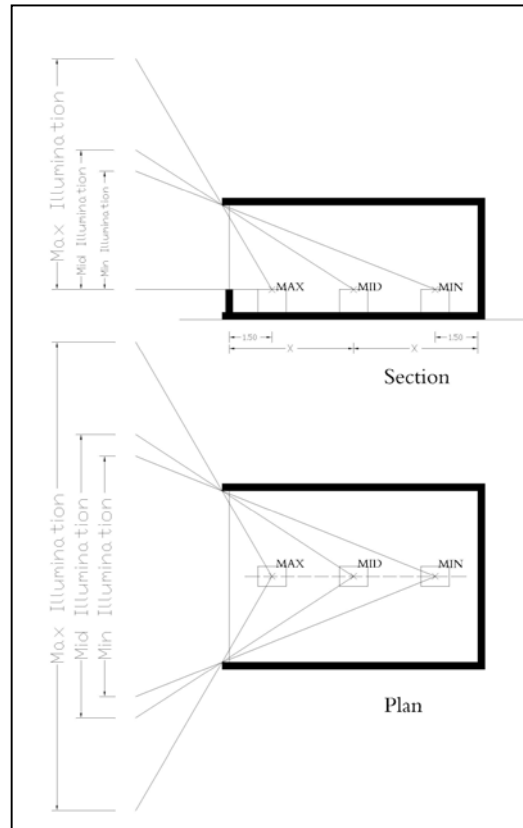 Max Illumination
Mid Illumination
Min Illumination
MAX
MID
MIN
150
150
X
X
Section
Max Illumination
Mid Illumination
Min Illumination
MAX
MID
MIN
Plan